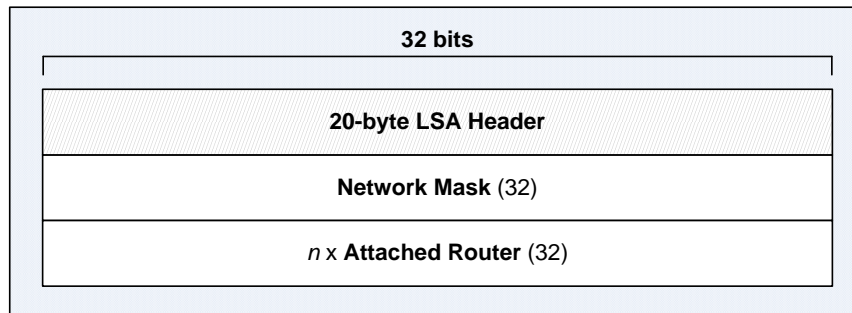 32 bits
20-byte LSA Header
Network Mask (32)
n x Attached Router (32)